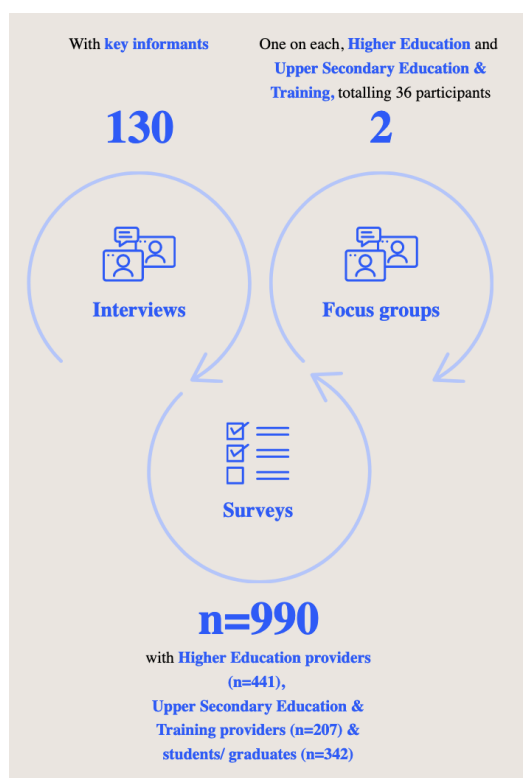 With key informants
130
Interviews
One on each, Higher Education and
Upper Secondary Education &
Training, totalling 36 participants
2
Focus groups
Surveys
n=990
with Higher Education providers
(n=441),
Upper Secondary Education &
Training providers (n=207) &
students/ graduates (n=342)